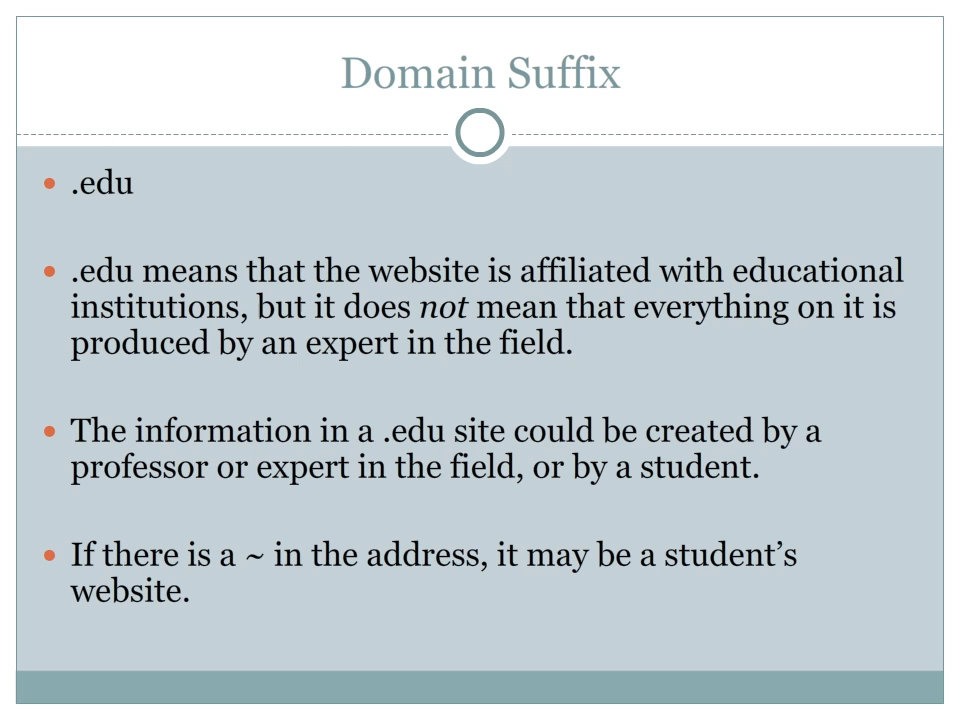 Domain Suffix
• .edu
• .edu means that the website is affiliated with educational
institutions, but it does not mean that everything on it is
produced by an expert in the field.
• The information in a .edu site could be created by a
professor or expert in the field, or by a student.
• If there is a ~ in the address, it may be a student’s
website.